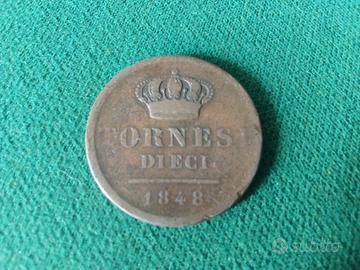 TORNESI
DIECI.
1848
subito